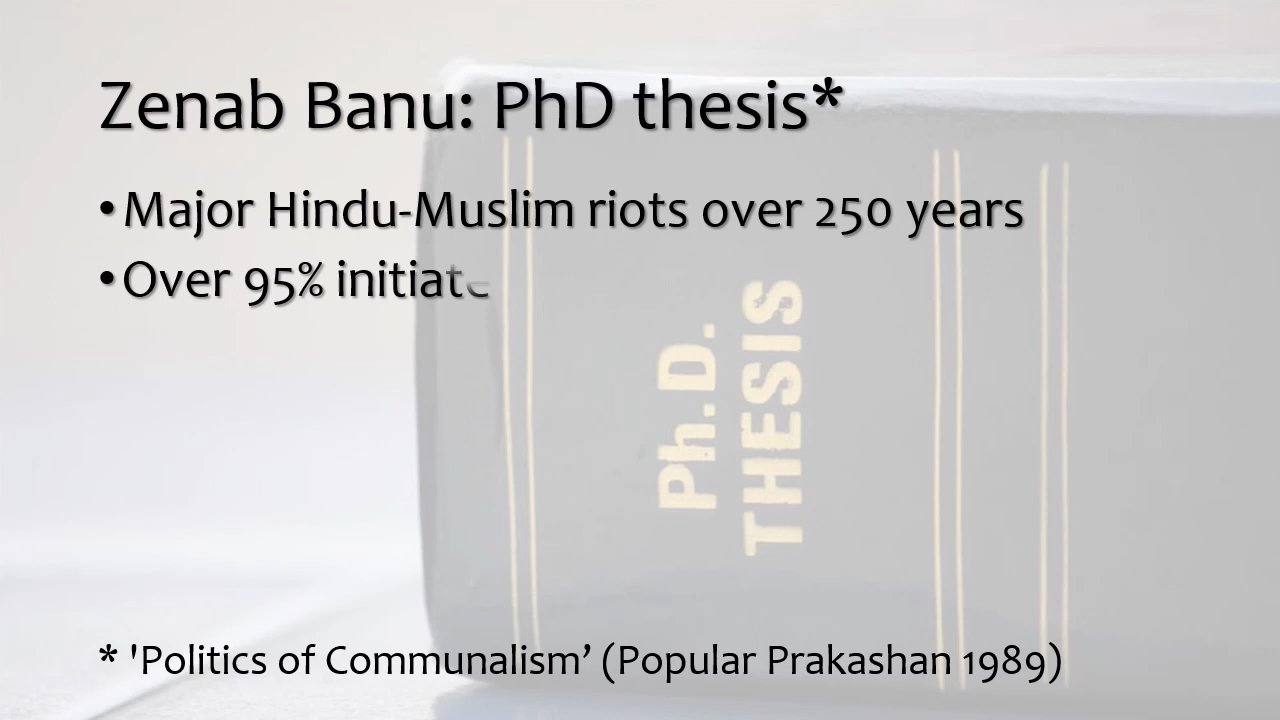 Zenab Banu: PhD thesis*
• Major Hindu-Muslim riots over 250 years
• Over 95%
Ph.D.
THESIS
* 'Politics of Communalism’ (Popular Prakashan 1989)